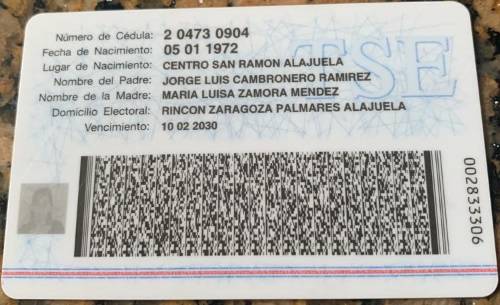 TSE
Número de Cédula: 2 0473 0904
Fecha de Nacimiento: 05 01 1972
Lugar de Nacimiento: CENTRO SAN RAMON ALAJUELA
Nombre del Padre: JORGE LUIS CAMBRONERO RAMIREZ
Nombre de la Madre: MARIA LUISA ZAMORA MENDEZ
Domicilio Electoral: RINCON ZARAGOZA PALMARES ALAJUELA
Vencimiento: 10 02 2030
002833306